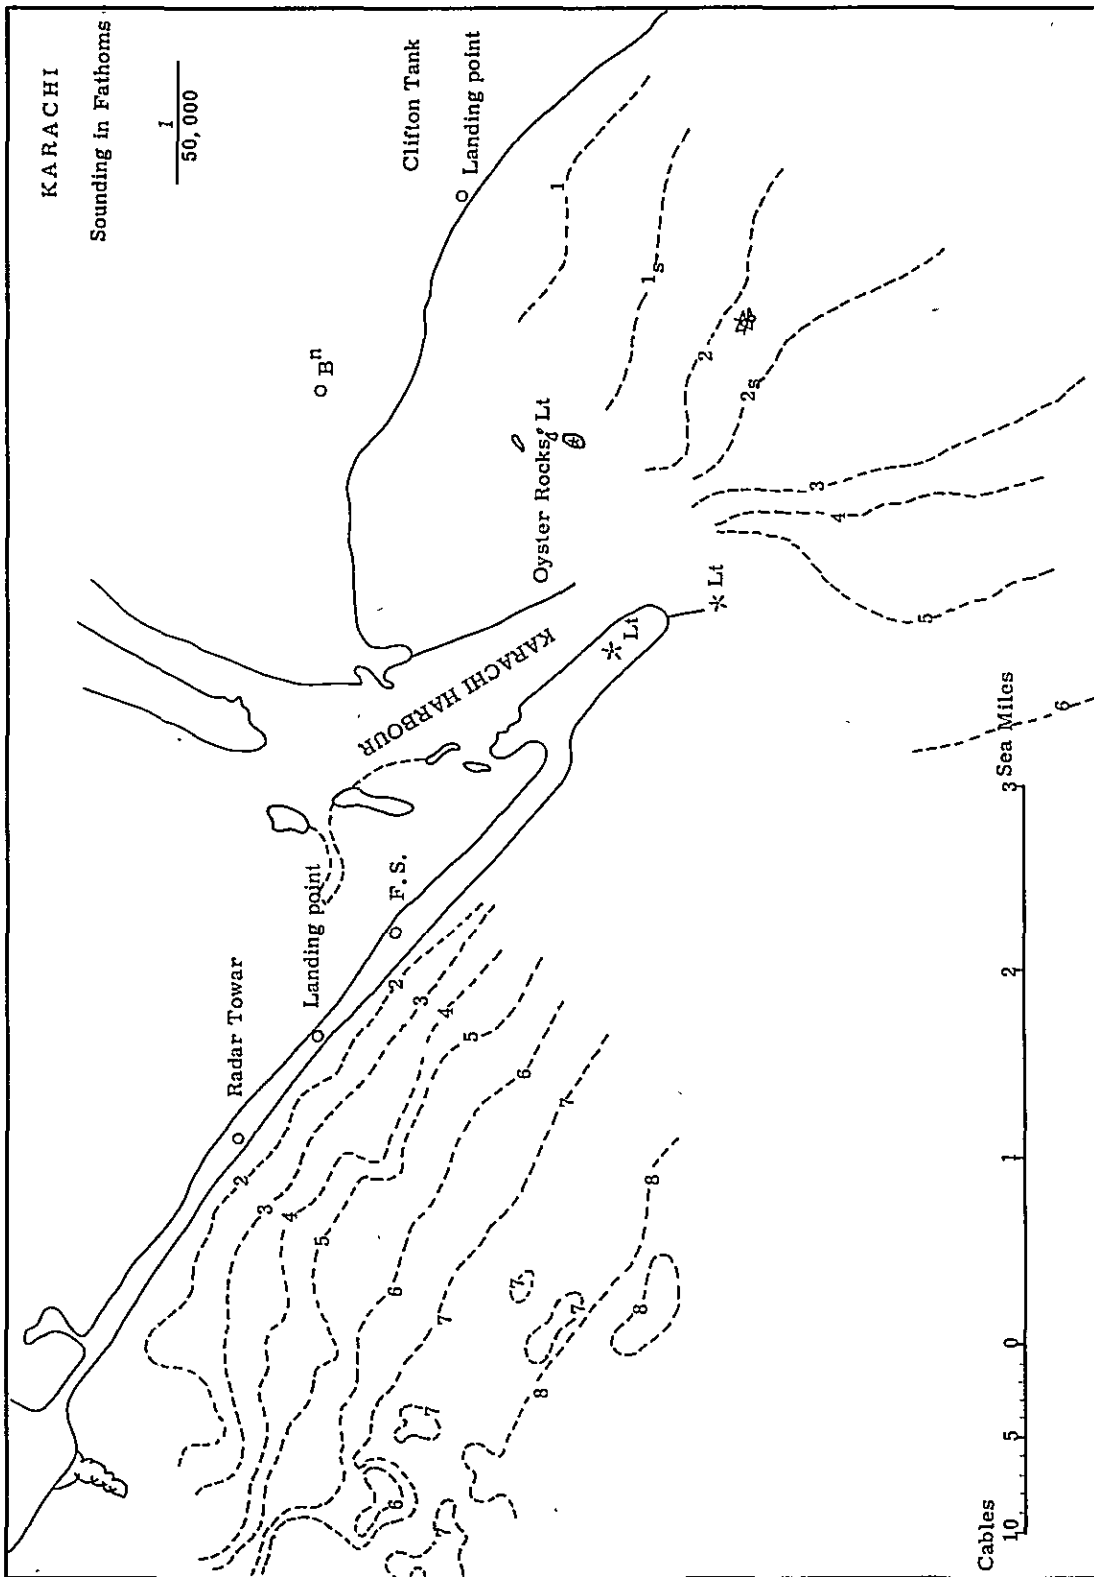 KARACHI
Sounding in Fathoms
1
50,000
Clifton Tank
Landing point
B n
Oyster Rocks Lt
KARACHI HARBOUR
Lt
Lt
Radar Towar
Landing point
F.S.
2
3
4
5
6
7
2
3
4
5
6
7
8
7
7
8
8
7
6
7
1
1s
2
2s
3
4
5
6
Cables
10 5 0 1 2 3
Sea Miles